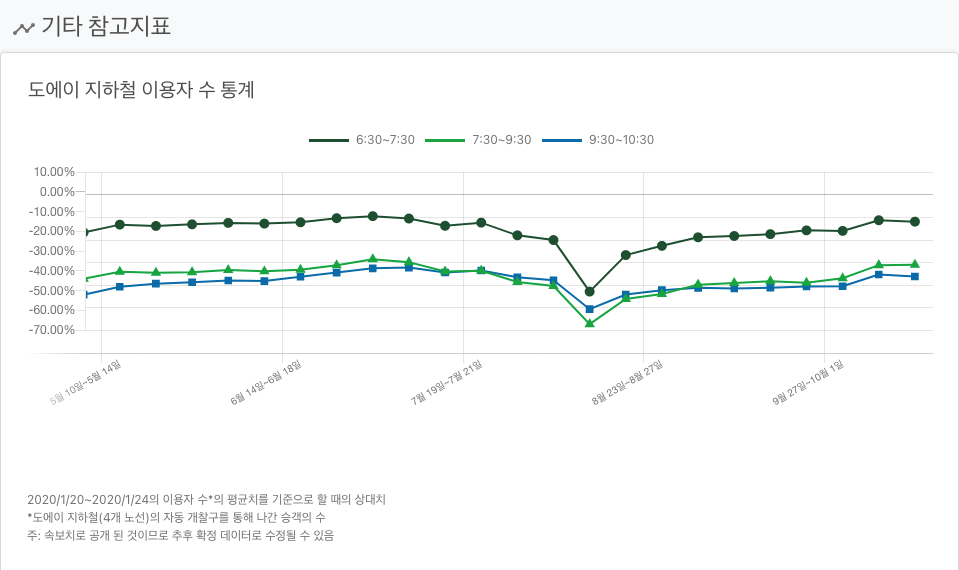 기타 참고지표
도에이 지하철 이용자 수 통계
6:30~7:30 7:30~9:30 9:30~10:30
10.00%
0.00%
-10.00%
-20.00%
-30.00%
-40.00%
-50.00%
-60.00%
-70.00%
5월 10일~5월 14일
6월 14일~6월 18일
7월 19일~7월 21일
8월 23일~8월 27일
9월 27일~10월 1일
2020/1/20~2020/1/24의 이용자 수*의 평균치를 기준으로 할 때의 상대치
*도에이 지하철(4개 노선)의 자동 개찰구를 통해 나간 승객의 수
주: 속보치로 공개 된 것이므로 추후 확정 데이터로 수정될 수 있음